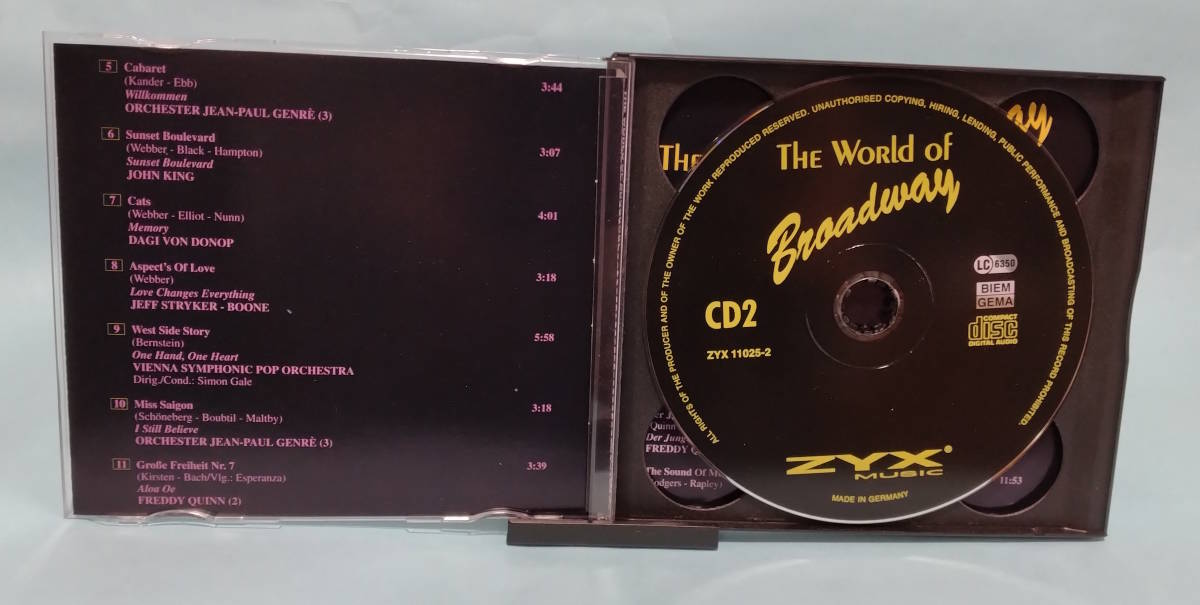 5 Cabaret
(Kander - Ebb) 3:44
Willkommen
ORCHESTER JEAN-PAUL GENRÈ (3)
6 Sunset Boulevard
(Webber - Black - Hampton) 3:07
Sunset Boulevard
JOHN KING
7 Cats
(Webber - Elliot - Nunn) 4:01
Memory
DAGI VON DONOP
8 Aspect's Of Love
(Webber) 3:18
Love Changes Everything
JEFF STRYKER - BOONE
9 West Side Story 5:58
(Bernstein)
One Hand, One Heart
VIENNA SYMPHONIC POP ORCHESTRA
Dirig./Cond.: Simon Gale
10 Miss Saigon 3:18
(Schöneberg - Boubtil - Maltby)
I Still Believe
ORCHESTER JEAN-PAUL GENRÈ (3)
11 Große Freiheit Nr. 7 3:39
(Kirsten - Bach/Vlg.: Esperanza)
Aloa Oe
FREDDY QUINN (2)
ALL RIGHTS OF THE PRODUCER AND OF THE OWNER OF THE WORK REPRODUCED RESERVED. UNAUTHORISED COPYING, HIRING, LENDING, PUBLIC PERFORMANCE AND BROADCASTING OF THIS RECORD PROHIBITED.
THE WORLD OF
Broadway
CD2
ZYX 11025-2
LC 6350
BIEM
GEMA
COMPACT
disc
DIGITAL AUDIO
ZYX
MUSIC
MADE IN GERMANY
THE
ay
Quinn
Der Jung
FREDDY QU
The Sound Of M
odgers - Rapley)
11:53